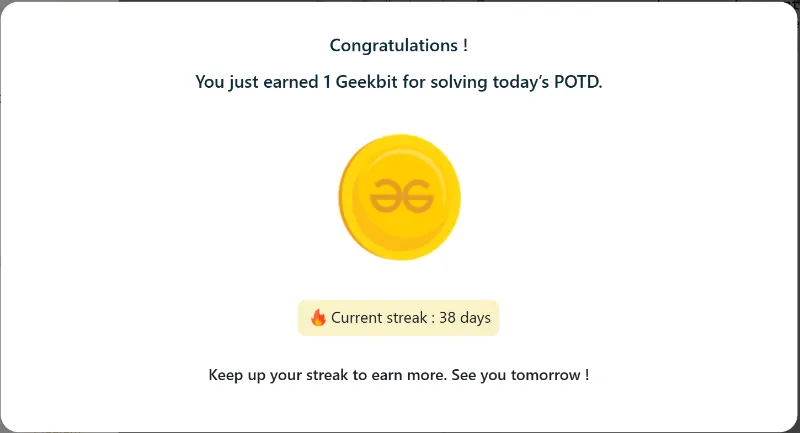 Congratulations !
You just earned 1 Geekbit for solving today's POTD.
🔥 Current streak : 38 days
Keep up your streak to earn more. See you tomorrow !